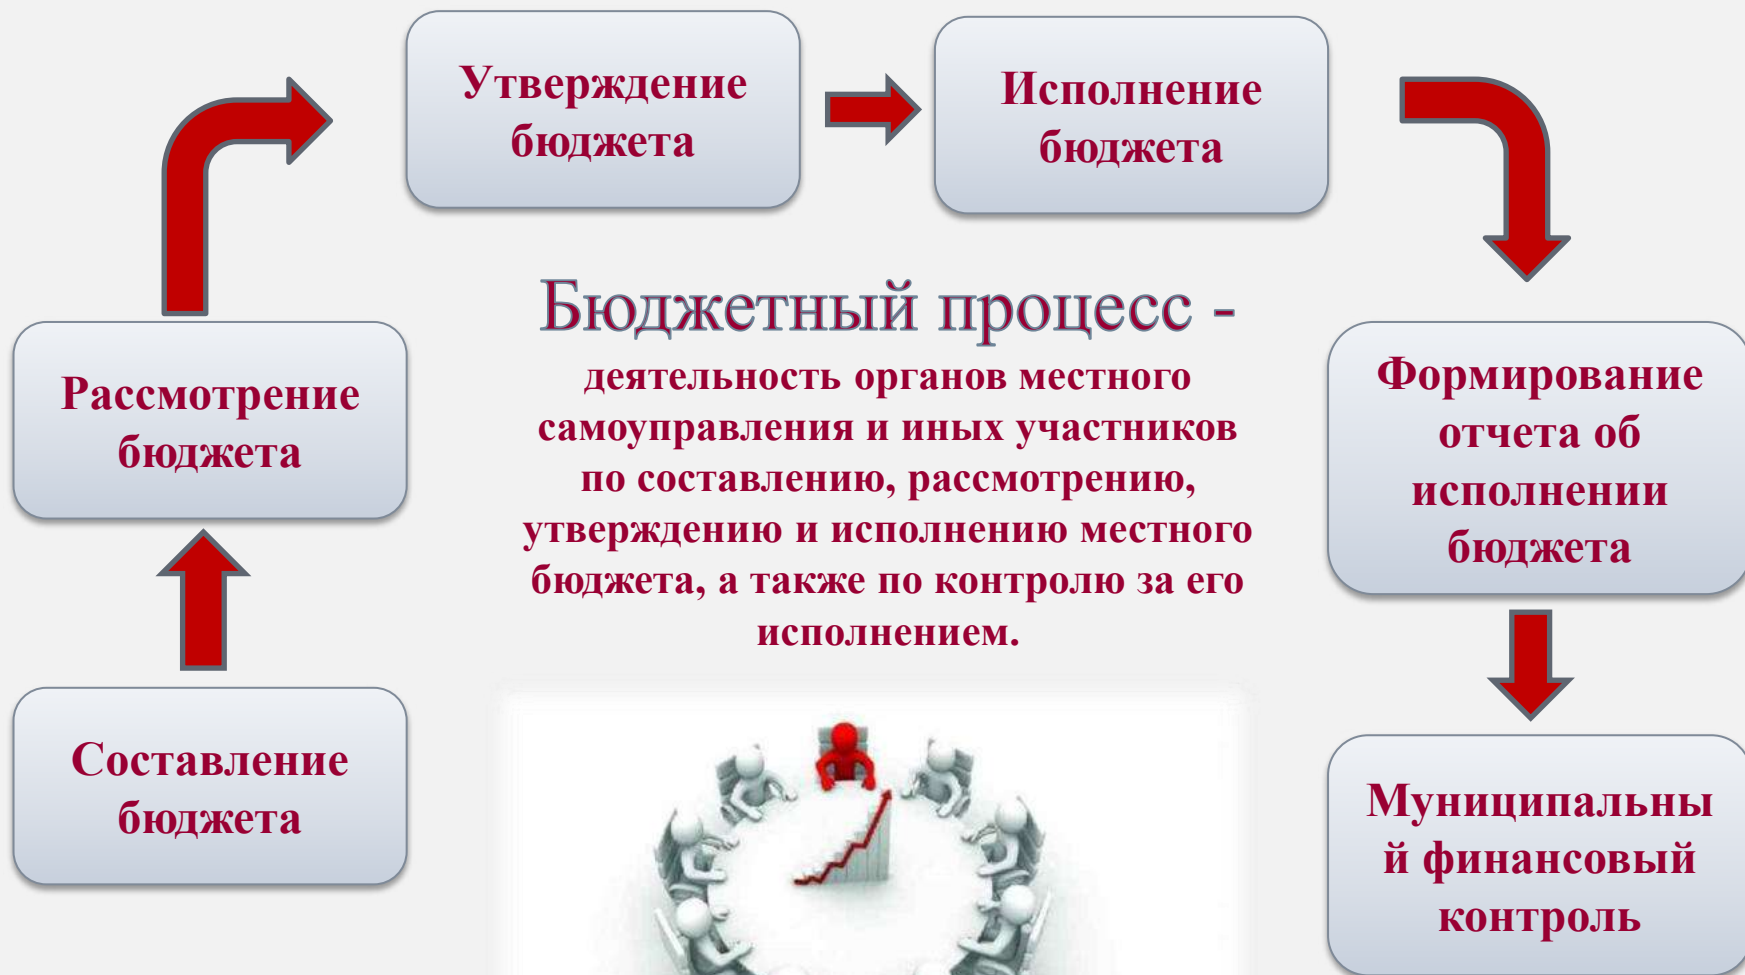 Утверждение
бюджета
Исполнение
бюджета
Бюджетный процесс -
деятельность органов местного
самоуправления и иных участников
по составлению, рассмотрению,
утверждению и исполнению местного
бюджета, а также по контролю за его
исполнением.
Рассмотрение
бюджета
Составление
бюджета
Формирование
отчета об
исполнении
бюджета
Муниципальны
й финансовый
контроль